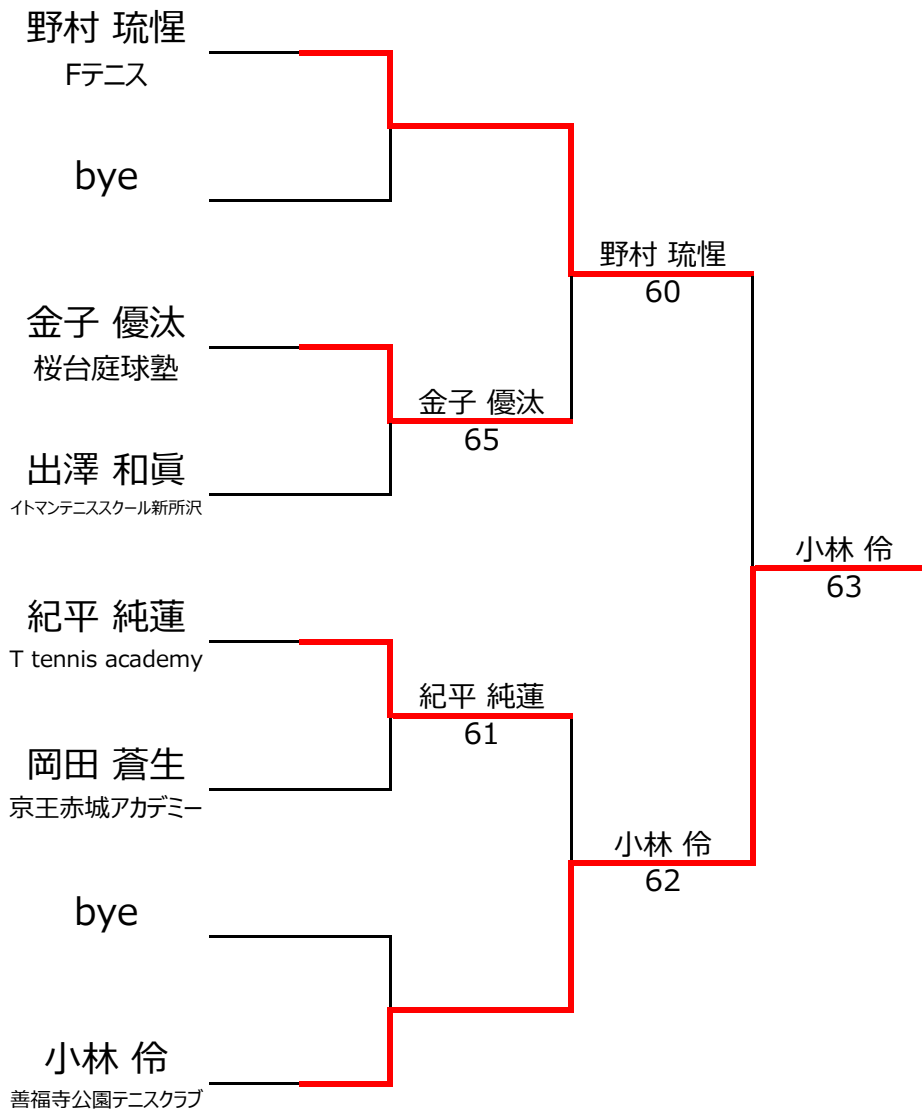 野村 琉惺
Fテニス
bye
金子 優汰
桜台庭球塾
出澤 和眞
イトマンテニススクール新所沢
紀平 純蓮
T tennis academy
岡田 蒼生
京王赤城アカデミー
bye
小林 伶
善福寺公園テニスクラブ
金子 優汰
65
紀平 純蓮
61
野村 琉惺
60
小林 伶
62
小林 伶
63